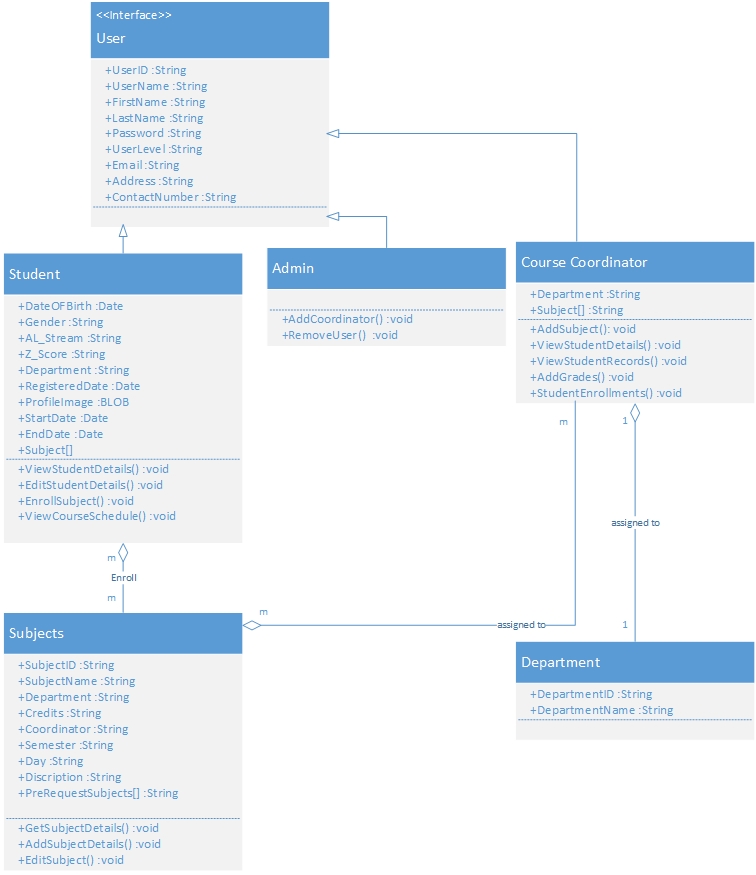 <<Interface>>
User
+UserID :String
+UserName :String
+FirstName :String
+LastName :String
+Password :String
+UserLevel :String
+Email :String
+Address :String
+ContactNumber :String
Student
+DateOFBirth :Date
+Gender :String
+AL_Stream :String
+Z_Score :String
+Department :String
+RegisteredDate :Date
+ProfileImage :BLOB
+StartDate :Date
+EndDate :Date
+Subject[]
+ViewStudentDetails() :void
+EditStudentDetails() :void
+EnrollSubject() :void
+ViewCourseSchedule() :void
Admin
+AddCoordinator() :void
+RemoveUser() :void
Course Coordinator
+Department :String
+Subject[] :String
+AddSubject(): void
+ViewStudentDetails() :void
+ViewStudentRecords() :void
+AddGrades() :void
+StudentEnrollments() :void
m
1
assigned to
1
m
Enroll
m
m
assigned to
Subjects
+SubjectID :String
+SubjectName :String
+Department :String
+Credits :String
+Coordinator :String
+Semester :String
+Day :String
+Discription :String
+PreRequestSubjects[] :String
+GetSubjectDetails() :void
+AddSubjectDetails() :void
+EditSubject() :void
Department
+DepartmentID :String
+DepartmentName :String